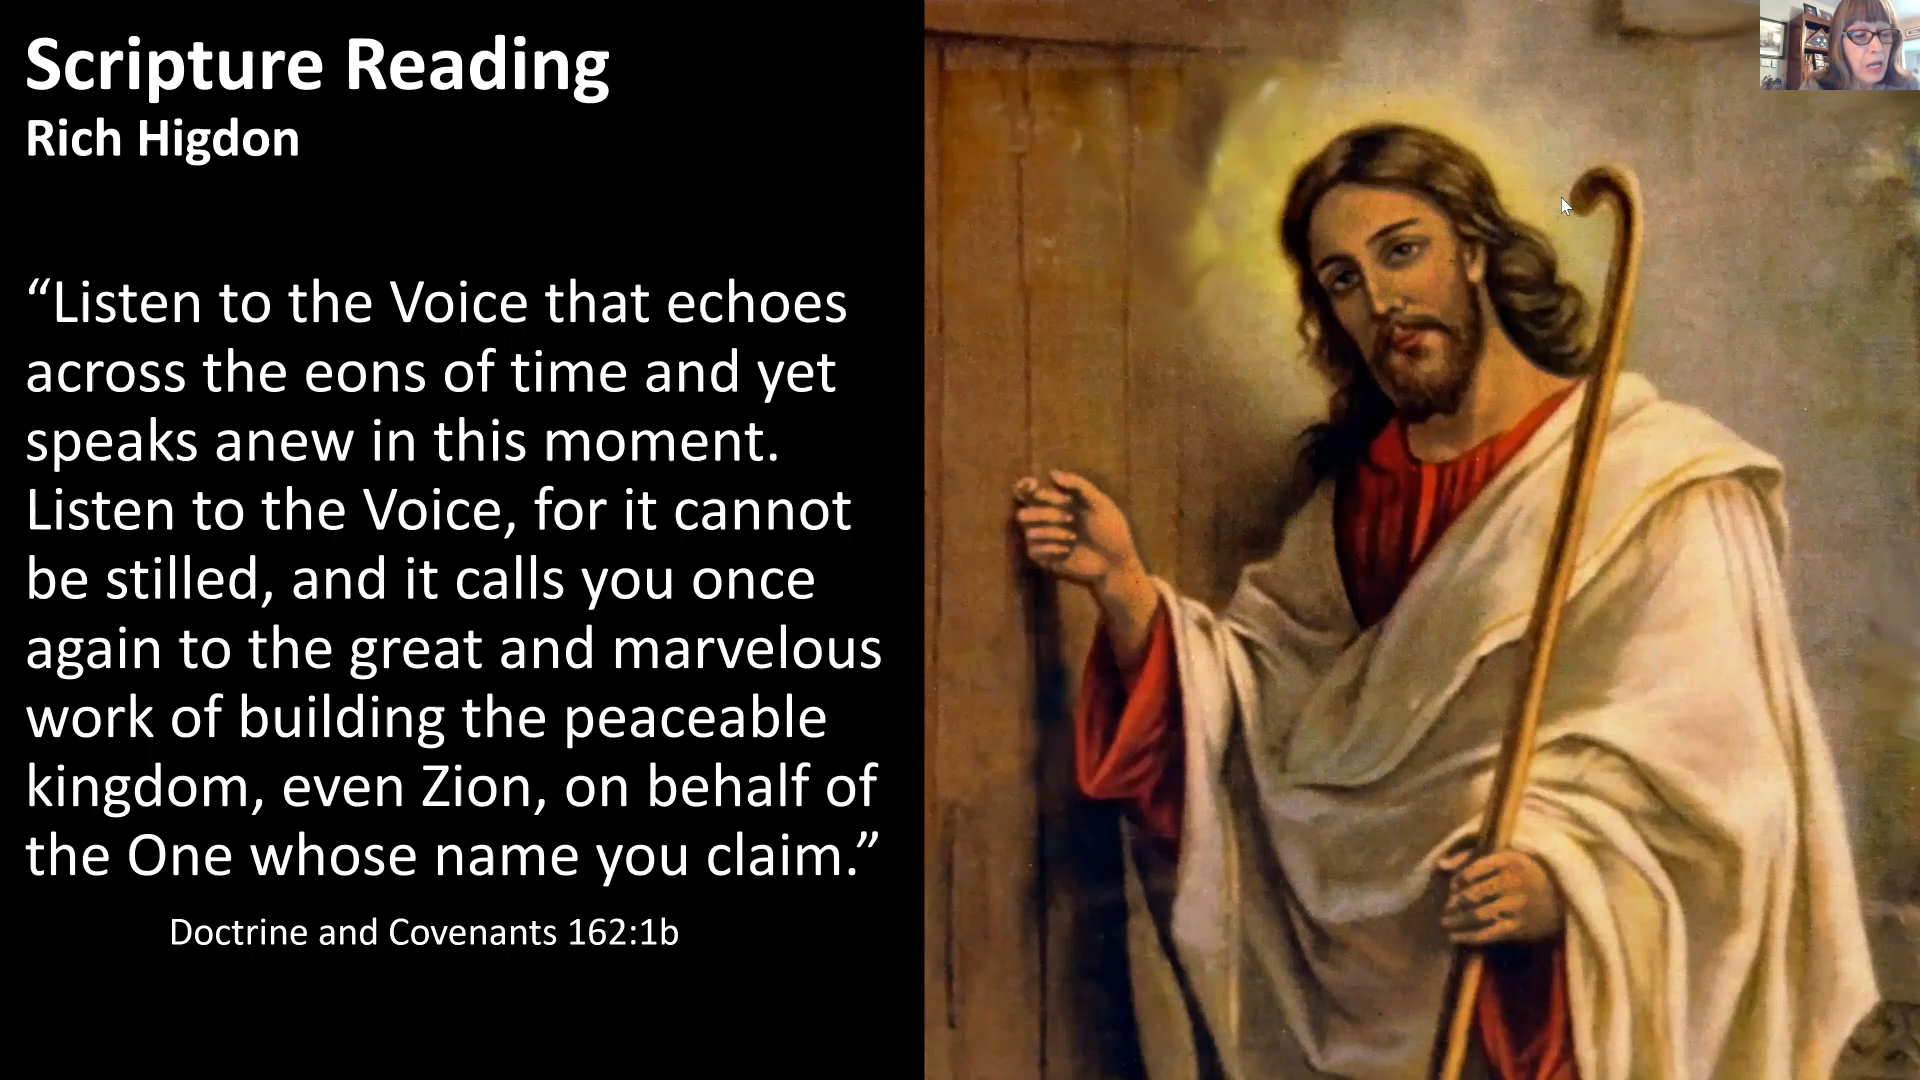 Scripture Reading
Rich Higdon
“Listen to the Voice that echoes
across the eons of time and yet
speaks anew in this moment.
Listen to the Voice, for it cannot
be stilled, and it calls you once
again to the great and marvelous
work of building the peaceable
kingdom, even Zion, on behalf of
the One whose name you claim.”
Doctrine and Covenants 162:1b